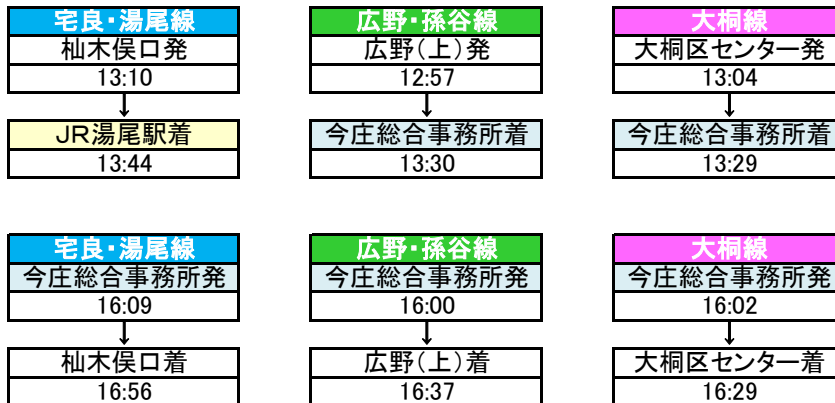 宅良・湯尾線
杣木俣口発
13:10
JR湯尾駅着
13:44
広野・孫谷線
広野(上)発
12:57
今庄総合事務所着
13:30
大桐線
大桐区センター発
13:04
今庄総合事務所着
13:29
宅良・湯尾線
今庄総合事務所発
16:09
杣木俣口着
16:56
広野・孫谷線
今庄総合事務所発
16:00
広野(上)着
16:37
大桐線
今庄総合事務所発
16:02
大桐区センター着
16:29